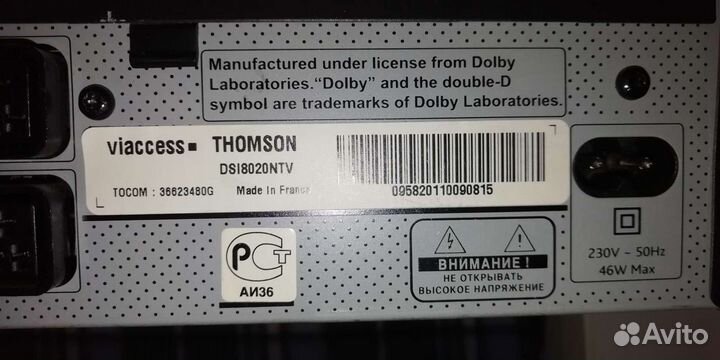 Manufactured under license from Dolby
Laboratories. “Dolby” and the double-D
symbol are trademarks of Dolby Laboratories.
viaccess THOMSON
DSI8020NTV
TOCOM : 36623480G Made In France
095820110090815
230V ~ 50Hz
46W Max
РСТ
АИ36
ВНИМАНИЕ !
НЕ ОТКРЫВАТЬ
ВЫСОКОЕ НАПРЯЖЕНИЕ
Avito